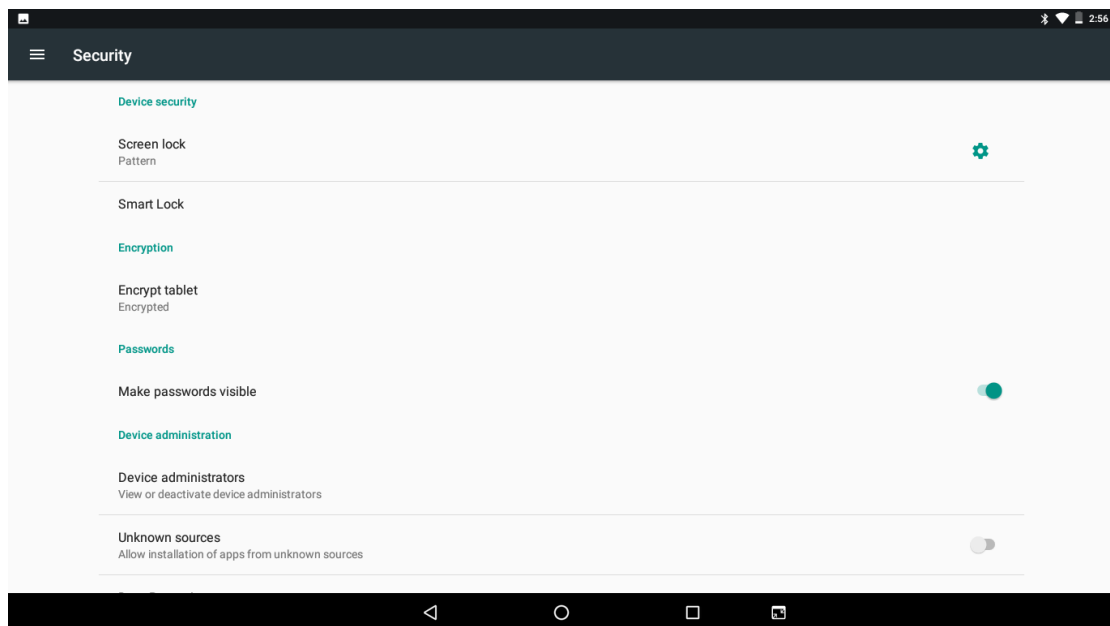 2:56
Security
Device security
Screen lock
Pattern
Smart Lock
Encryption
Encrypt tablet
Encrypted
Passwords
Make passwords visible
Device administration
Device administrators
View or deactivate device administrators
Unknown sources
Allow installation of apps from unknown sources